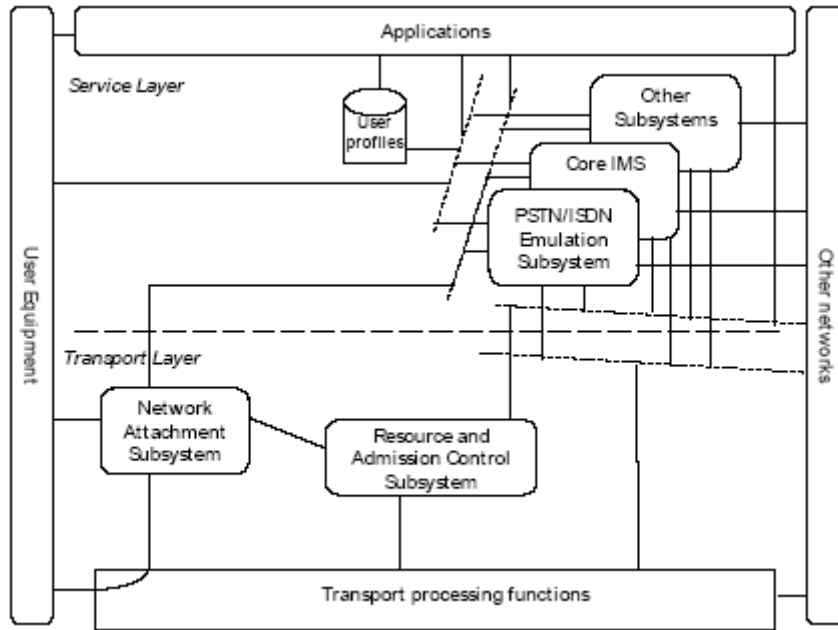 Applications
Service Layer
User
profiles
Other
Subsystems
Core IMS
PSTN/ISDN
Emulation
Subsystem
User Equipment
Other networks
Transport Layer
Network
Attachment
Subsystem
Resource and
Admission Control
Subsystem
Transport processing functions